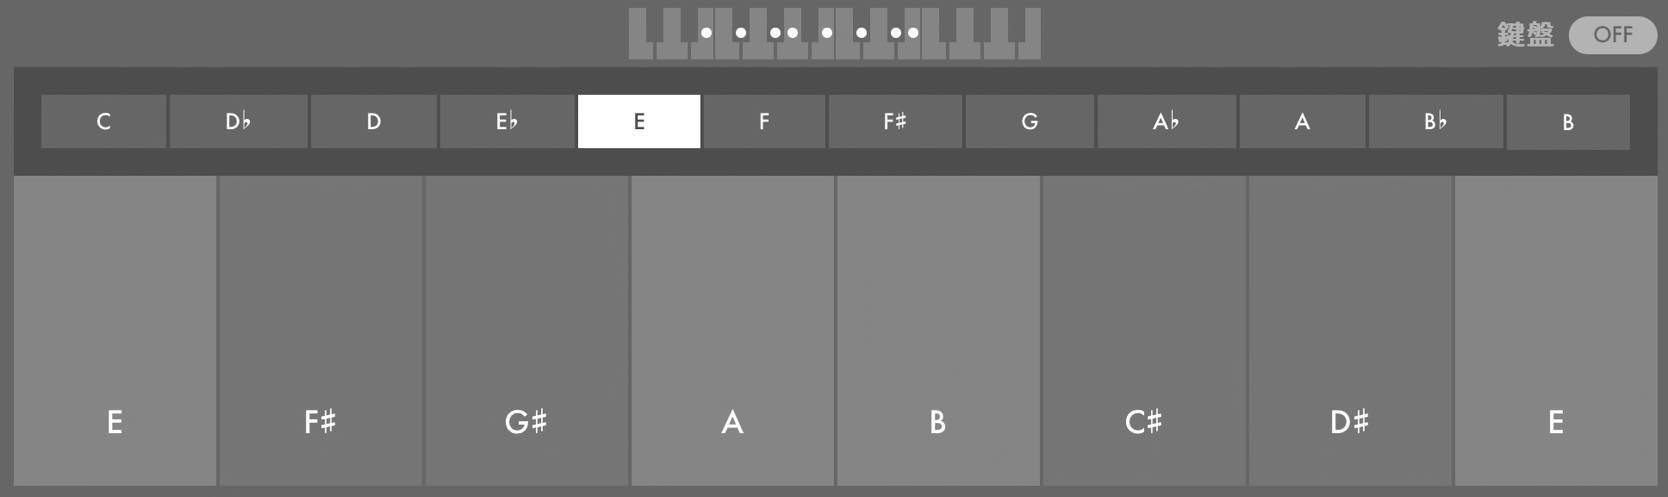 鍵盤 OFF
C D♭ D E♭ E F F♯ G A♭ A B♭ B
E F♯ G♯ A B C♯ D♯ E